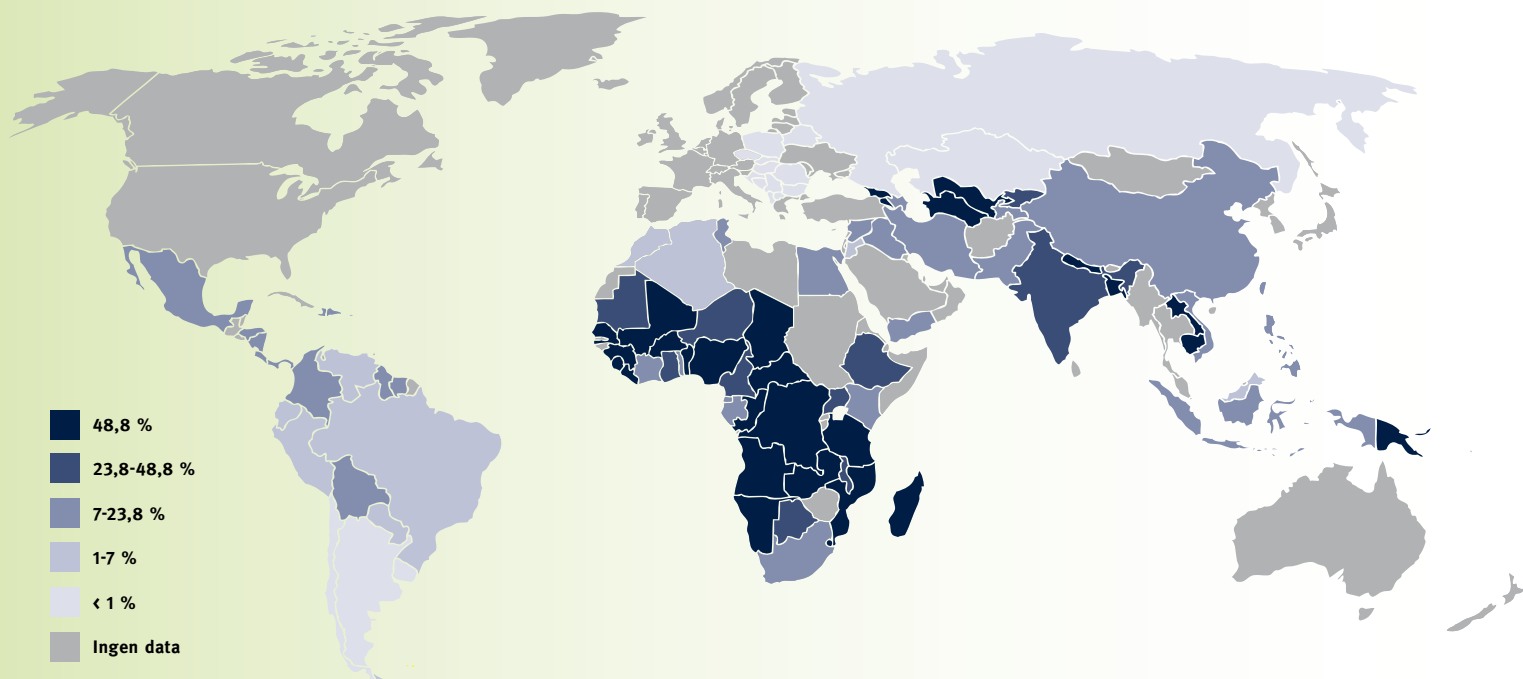 48,8 %
23,8-48,8 %
7-23,8 %
1-7 %
< 1 %
Ingen data